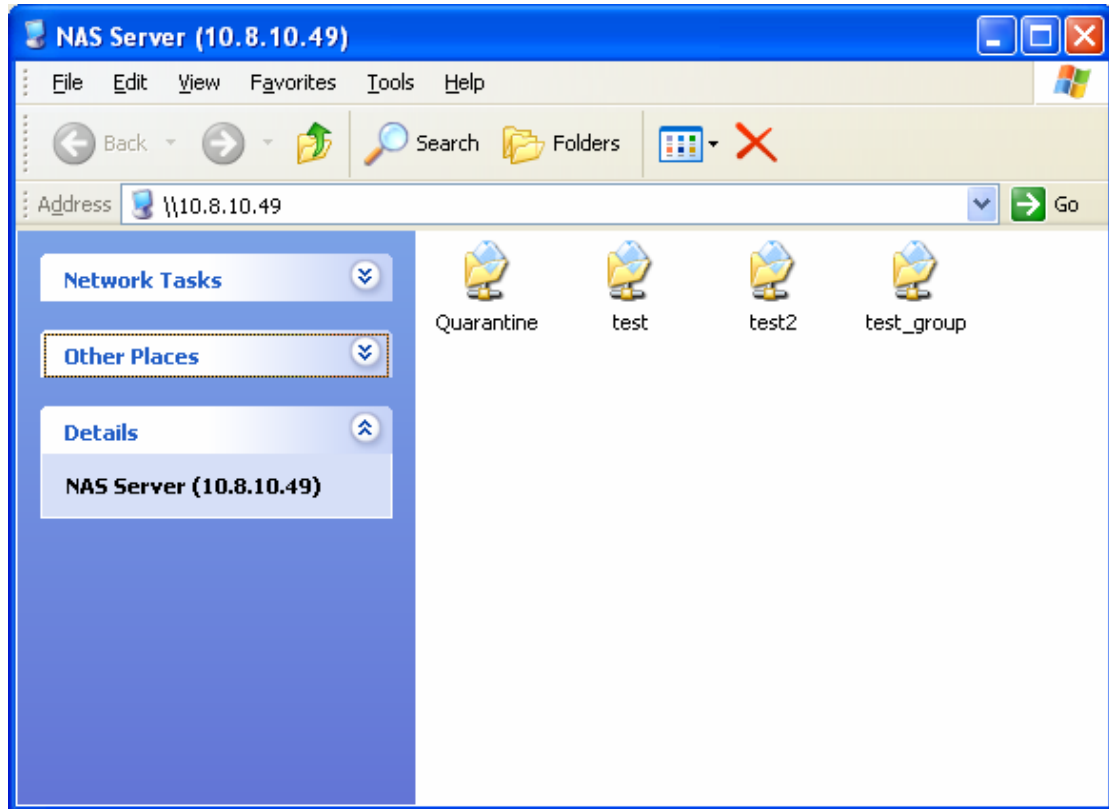 NAS Server (10.8.10.49)
File Edit View Favorites Tools Help
Back Search Folders
Address \\10.8.10.49 Go
Network Tasks
Other Places
Details
NAS Server (10.8.10.49)
Quarantine test test2 test_group